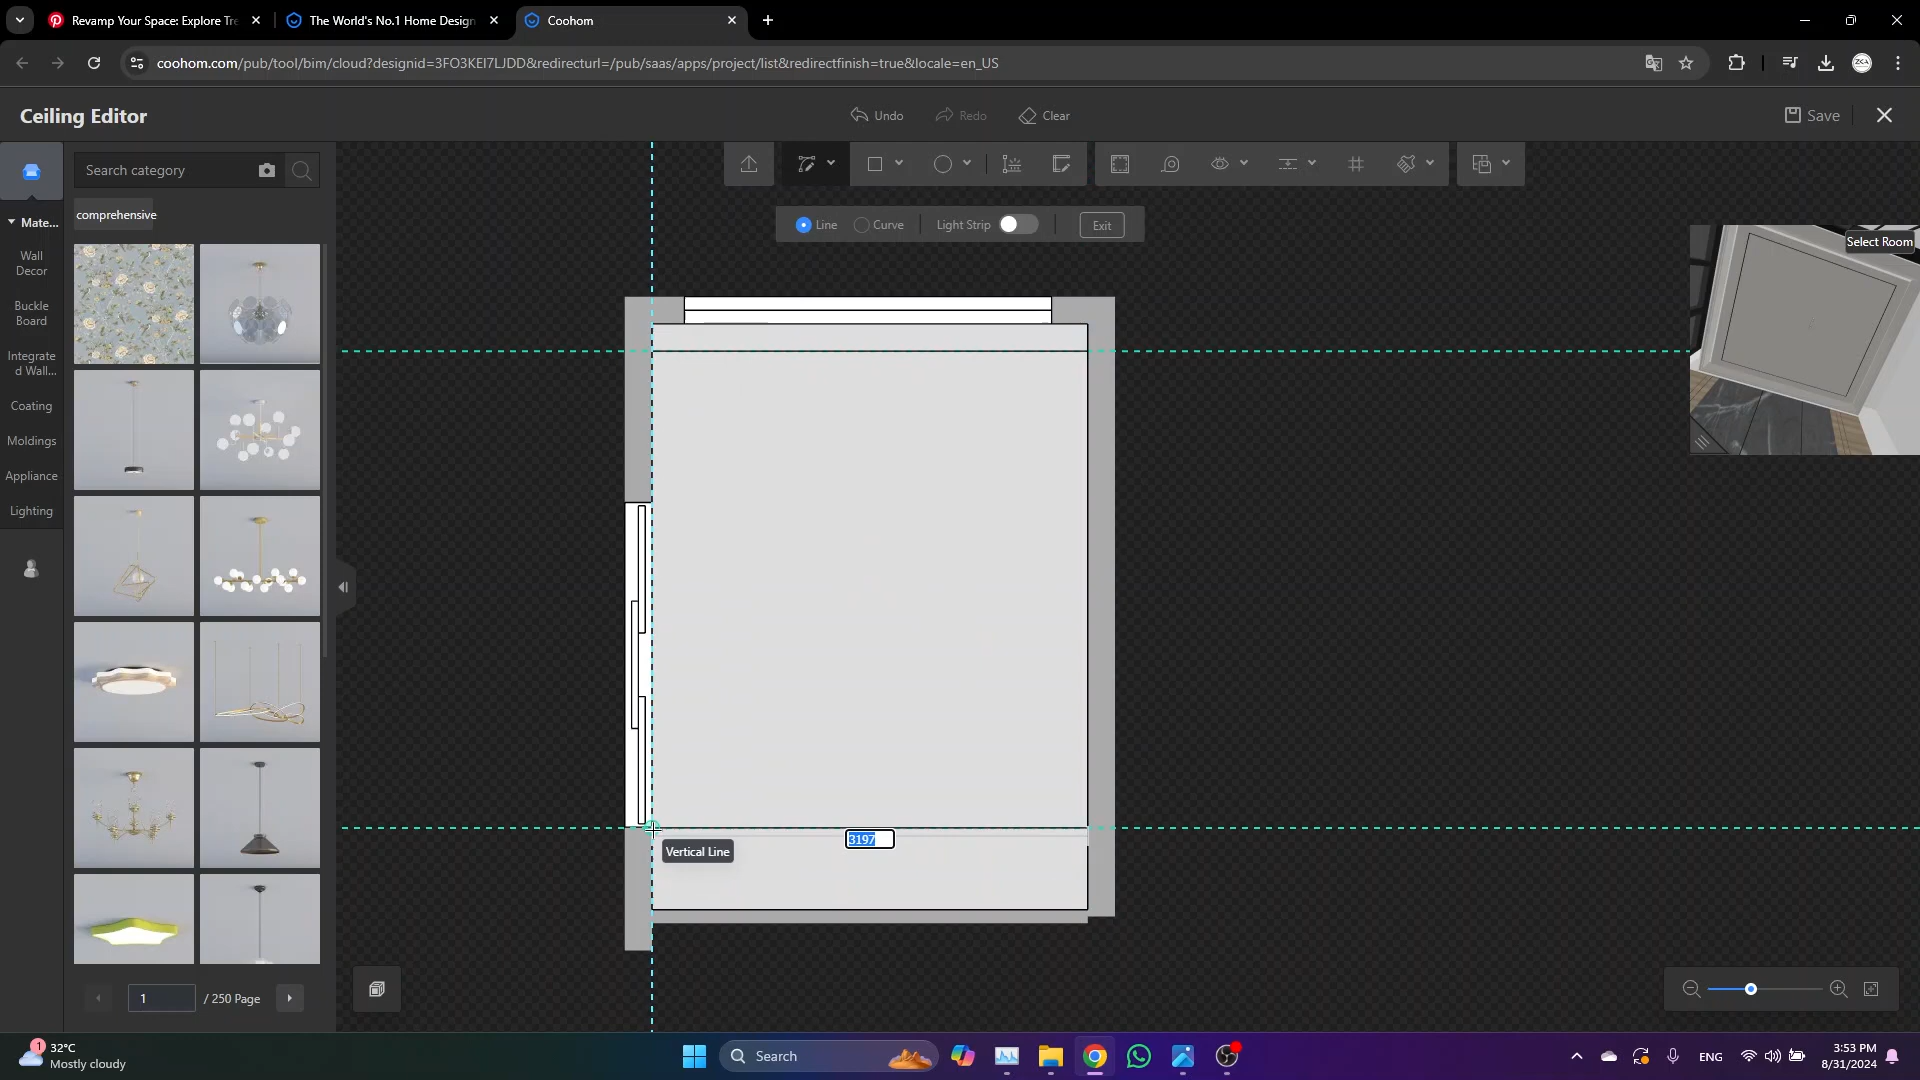 Revamp Your Space: Explore Tre
The World's No.1 Home Design
Coohom
coohom.com/pub/tool/bim/cloud?designid=3FO3KEI7LJDD&redirecturl=/pub/saas/apps/project/list&redirectfinish=true&locale=en_US
Ceiling Editor
Undo
Redo
Clear
Save
Search category
Line
Curve
Light Strip
Exit
Select Room
comprehensive
Mate...
Wall
Decor
Buckle
Board
Integrate
d Wall...
Coating
Moldings
Appliance
Lighting
3197
Vertical Line
1
/ 250 Page
1
32°C
Mostly cloudy
Search
ENG
3:53 PM
8/31/2024